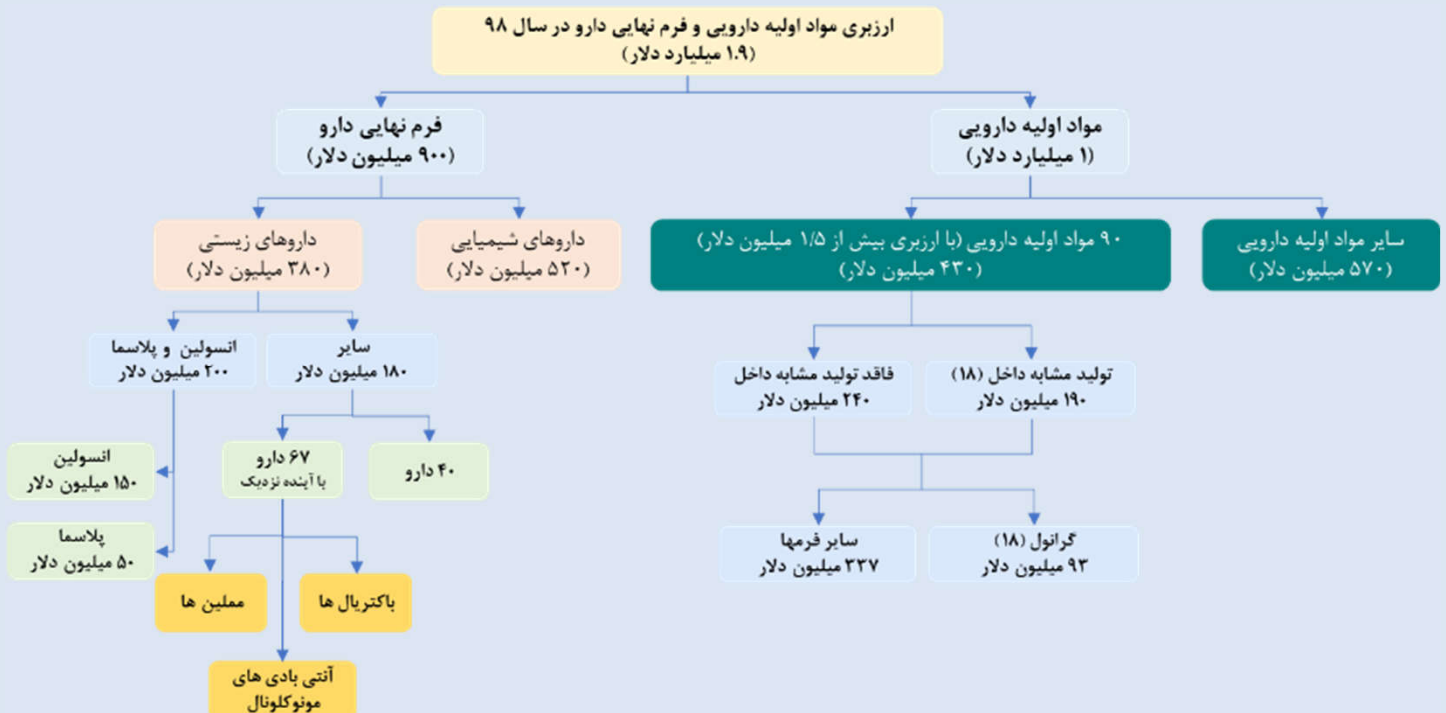 ارزبری مواد اولیه دارویی و فرم نهایی دارو در سال ۹۸
(۱.۹ میلیارد دلار)
مواد اولیه دارویی
(۱ میلیارد دلار)
فرم نهایی دارو
(۹۰۰ میلیون دلار)
سایر مواد اولیه دارویی
(۵۷۰ میلیون دلار)
۹۰ مواد اولیه دارویی (با ارزبری بیش از ۱/۵ میلیون دلار)
(۴۳۰ میلیون دلار)
داروهای شیمیایی
(۵۲۰ میلیون دلار)
داروهای زیستی
(۳۸۰ میلیون دلار)
تولید مشابه داخل (۱۸)
۱۹۰ میلیون دلار
فاقد تولید مشابه داخل
۲۴۰ میلیون دلار
سایر
۱۸۰ میلیون دلار
انسولین و پلاسما
۲۰۰ میلیون دلار
گرانول (۱۸)
۹۳ میلیون دلار
سایر فرمها
۳۳۷ میلیون دلار
۴۰ دارو
۶۷ دارو
با آینده نزدیک
انسولین
۱۵۰ میلیون دلار
پلاسما
۵۰ میلیون دلار
باکتریال ها
مملین ها
آنتی بادی های
مونوکلونال